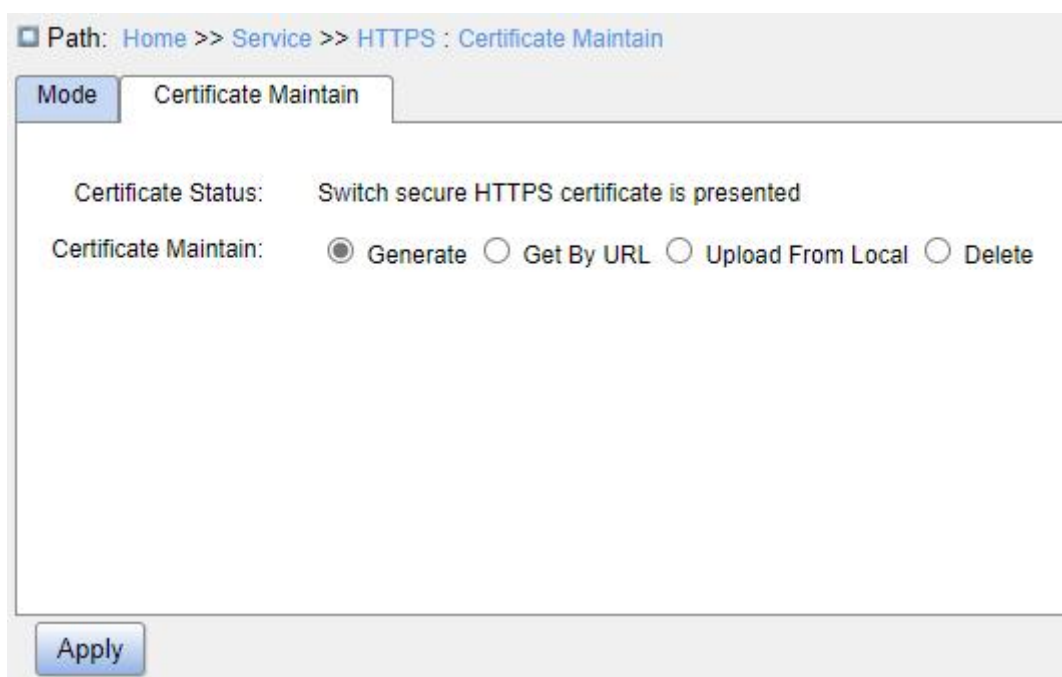 Path: Home >> Service >> HTTPS : Certificate Maintain
Mode Certificate Maintain
Certificate Status: Switch secure HTTPS certificate is presented
Certificate Maintain: Generate Get By URL Upload From Local Delete
Apply